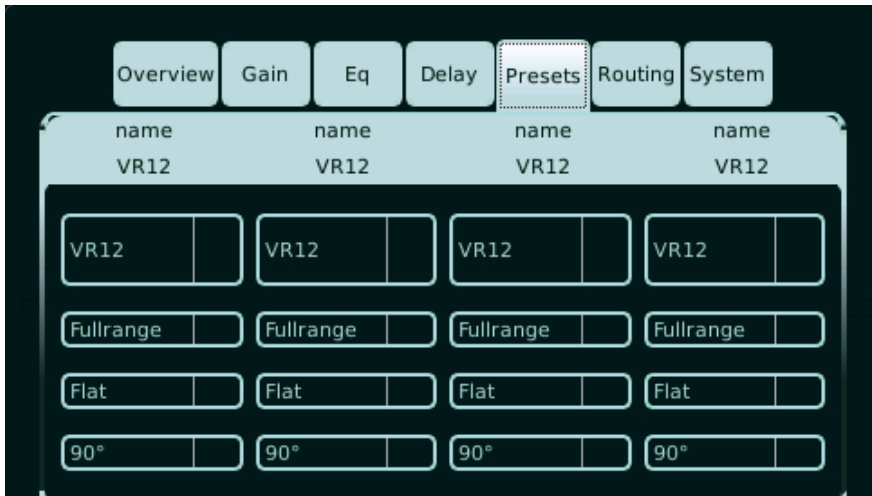 Overview Gain Eq Delay Presets Routing System
name name name name
VR12 VR12 VR12 VR12
VR12 VR12 VR12 VR12
Fullrange Fullrange Fullrange Fullrange
Flat Flat Flat Flat
90° 90° 90° 90°